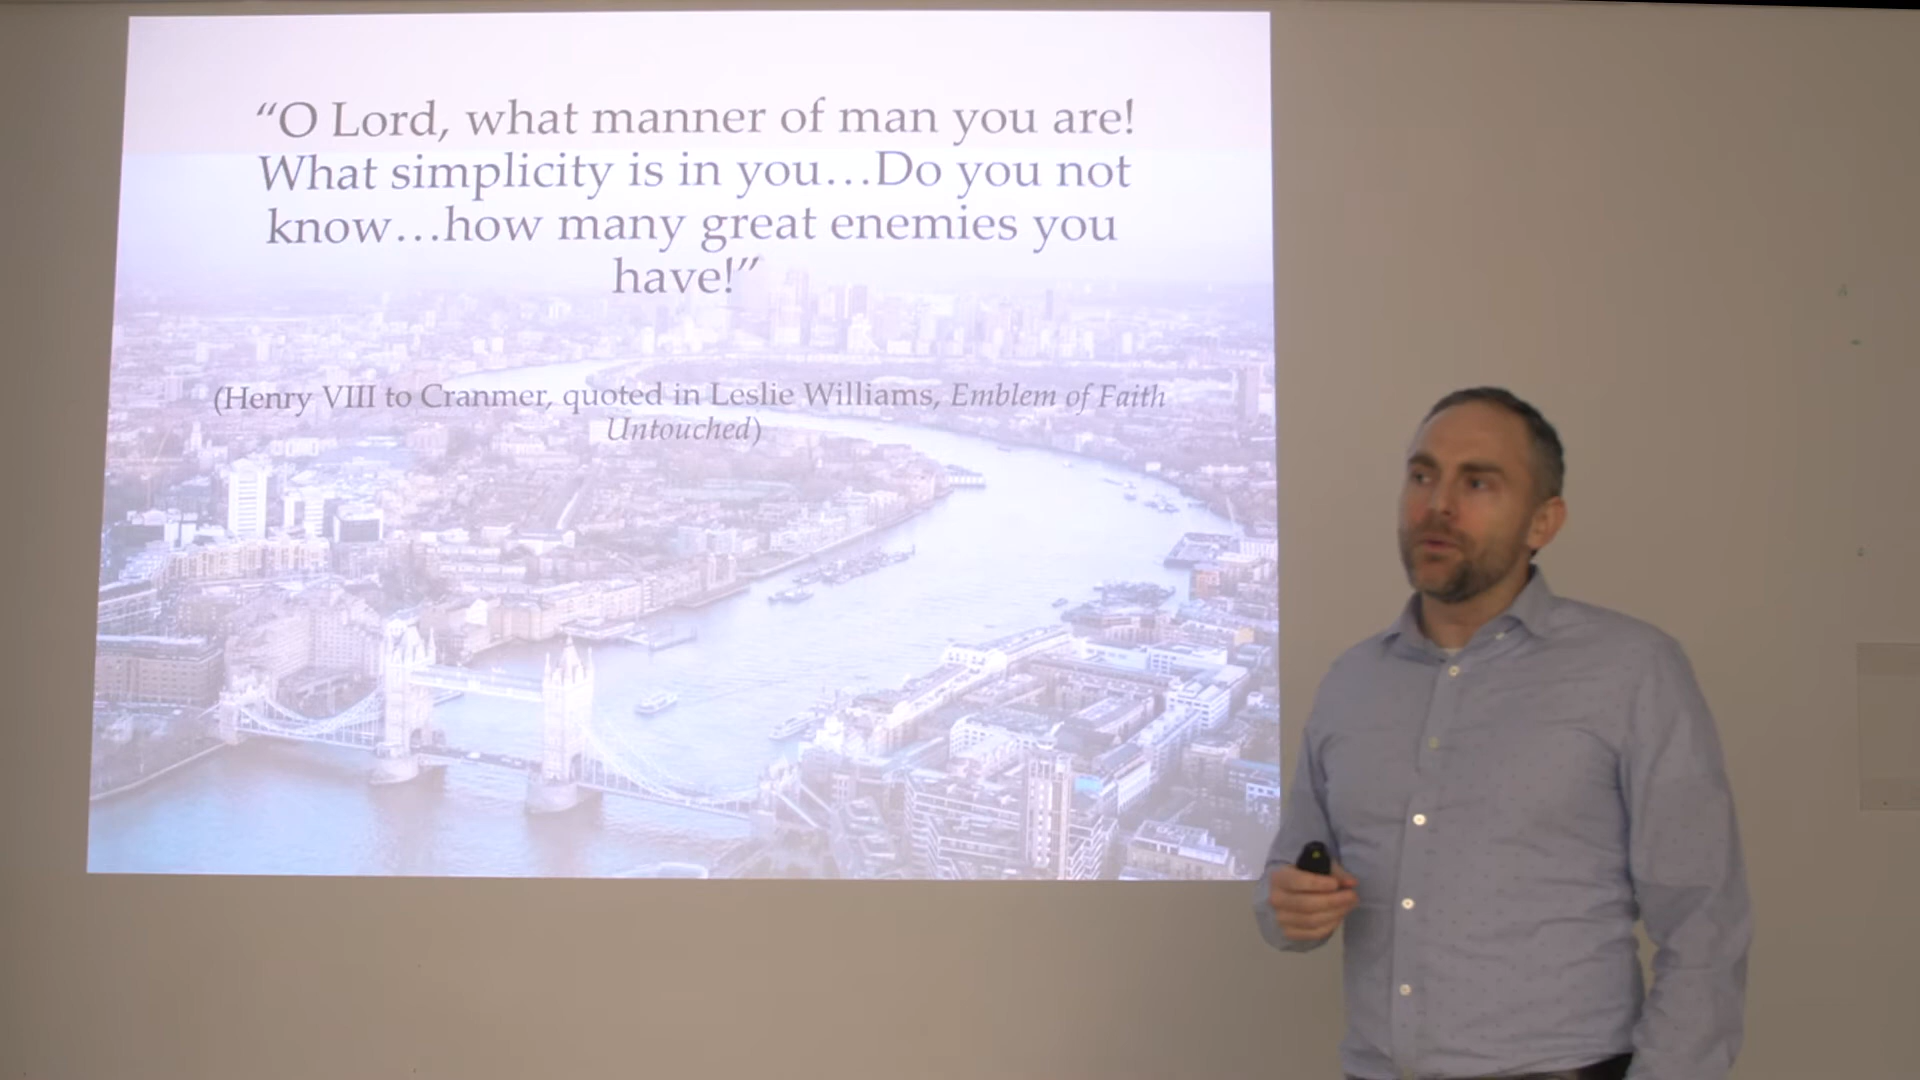 “O Lord, what manner of man you are!
What simplicity is in you…Do you not
know…how many great enemies you
have!”
(Henry VIII to Cranmer, quoted in Leslie Williams, Emblem of Faith
Untouched)